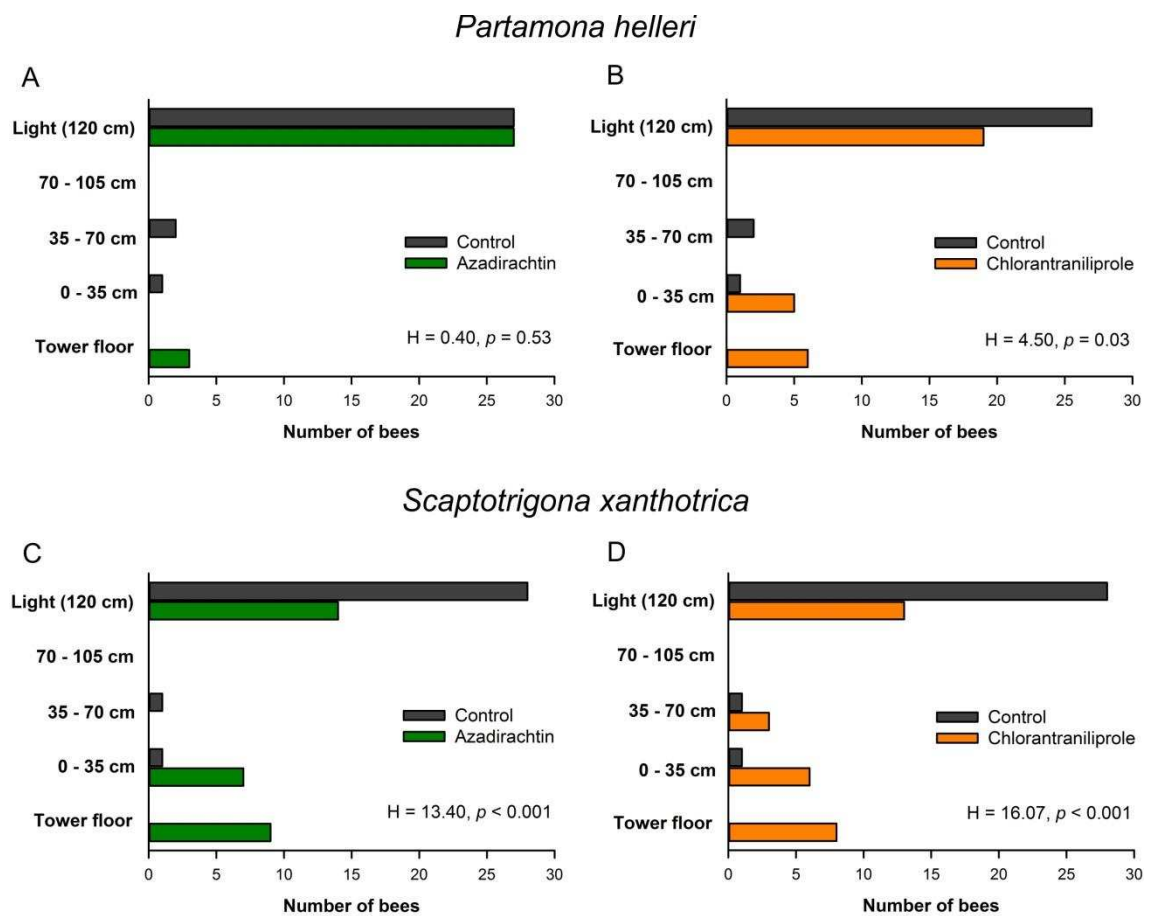 Partamona helleri
A
Light (120 cm)
70 - 105 cm
35 - 70 cm
0 - 35 cm
Tower floor
Control
Azadirachtin
H = 0.40, p = 0.53
0 5 10 15 20 25 30
Number of bees
B
Light (120 cm)
70 - 105 cm
35 - 70 cm
0 - 35 cm
Tower floor
Control
Chlorantraniliprole
H = 4.50, p = 0.03
0 5 10 15 20 25 30
Number of bees
Scaptotrigona xanthotrica
C
Light (120 cm)
70 - 105 cm
35 - 70 cm
0 - 35 cm
Tower floor
Control
Azadirachtin
H = 13.40, p < 0.001
0 5 10 15 20 25 30
Number of bees
D
Light (120 cm)
70 - 105 cm
35 - 70 cm
0 - 35 cm
Tower floor
Control
Chlorantraniliprole
H = 16.07, p < 0.001
0 5 10 15 20 25 30
Number of bees